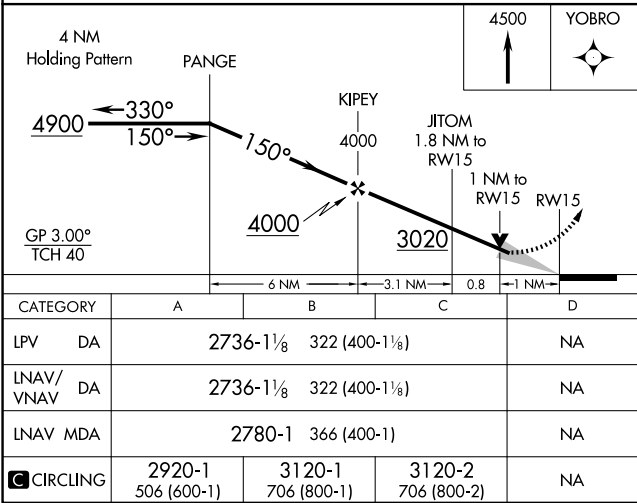 4 NM
Holding Pattern
PANGE
4500
YOBRO
KIPEY
4000
JITOM
1.8 NM to
RW15
1 NM to
RW15
RW15
4900
330°
150°
150°
4000
3020
GP 3.00°
TCH 40
6 NM
3.1 NM
0.8
1 NM
CATEGORY A B C D
LPV DA 2736-1⅛ 322 (400-1⅛) NA
LNAV/
VNAV DA 2736-1⅛ 322 (400-1⅛) NA
LNAV MDA 2780-1 366 (400-1) NA
C CIRCLING 2920-1 3120-1 3120-2 NA
506 (600-1) 706 (800-1) 706 (800-2)